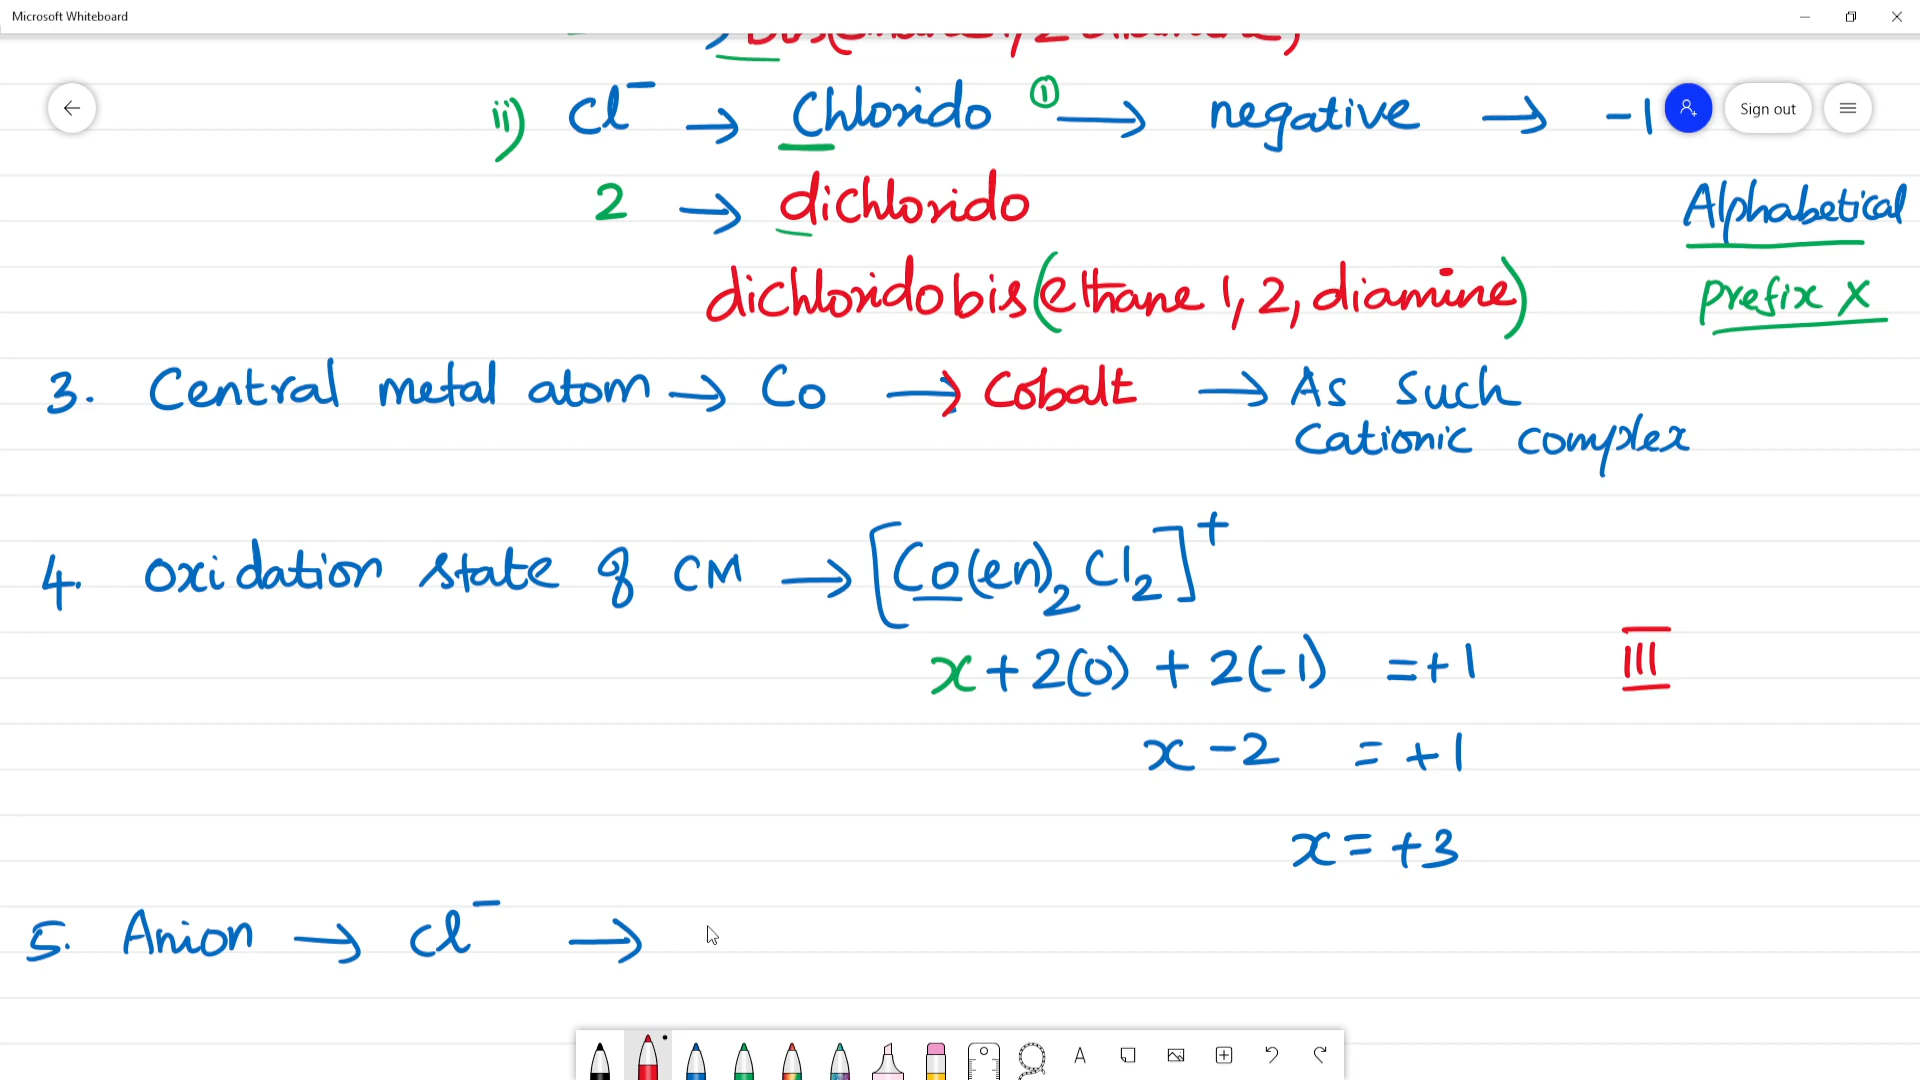 Microsoft Whiteboard
ii) Cl⁻ → Chlorido ① → negative → -1
Sign out
2 → dichlorido
Alphabetical
dichloridobis(ethane 1, 2, diamine)
prefix X
3. Central metal atom → Co → Cobalt → As such
Cationic complex
4. Oxidation state of CM → [Co(en)₂Cl₂]⁺
x + 2(0) + 2(-1) = +1
III
x - 2 = +1
x = +3
5. Anion → Cl⁻ →
A